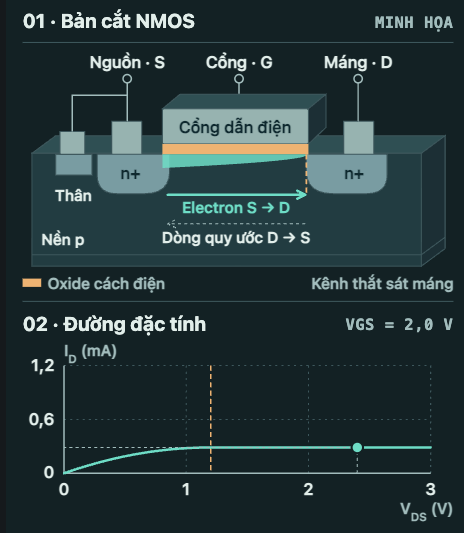 01 · Bản cắt NMOS MINH HỌA
Nguồn · S Cổng · G Máng · D
Cổng dẫn điện
n+ n+
Thân
Electron S → D
Nền p Dòng quy ước D → S
Oxide cách điện Kênh thắt sát máng
02 · Đường đặc tính VGS = 2,0 V
I_D (mA)
1,2
0,6
0
0 1 2 3
V_DS (V)